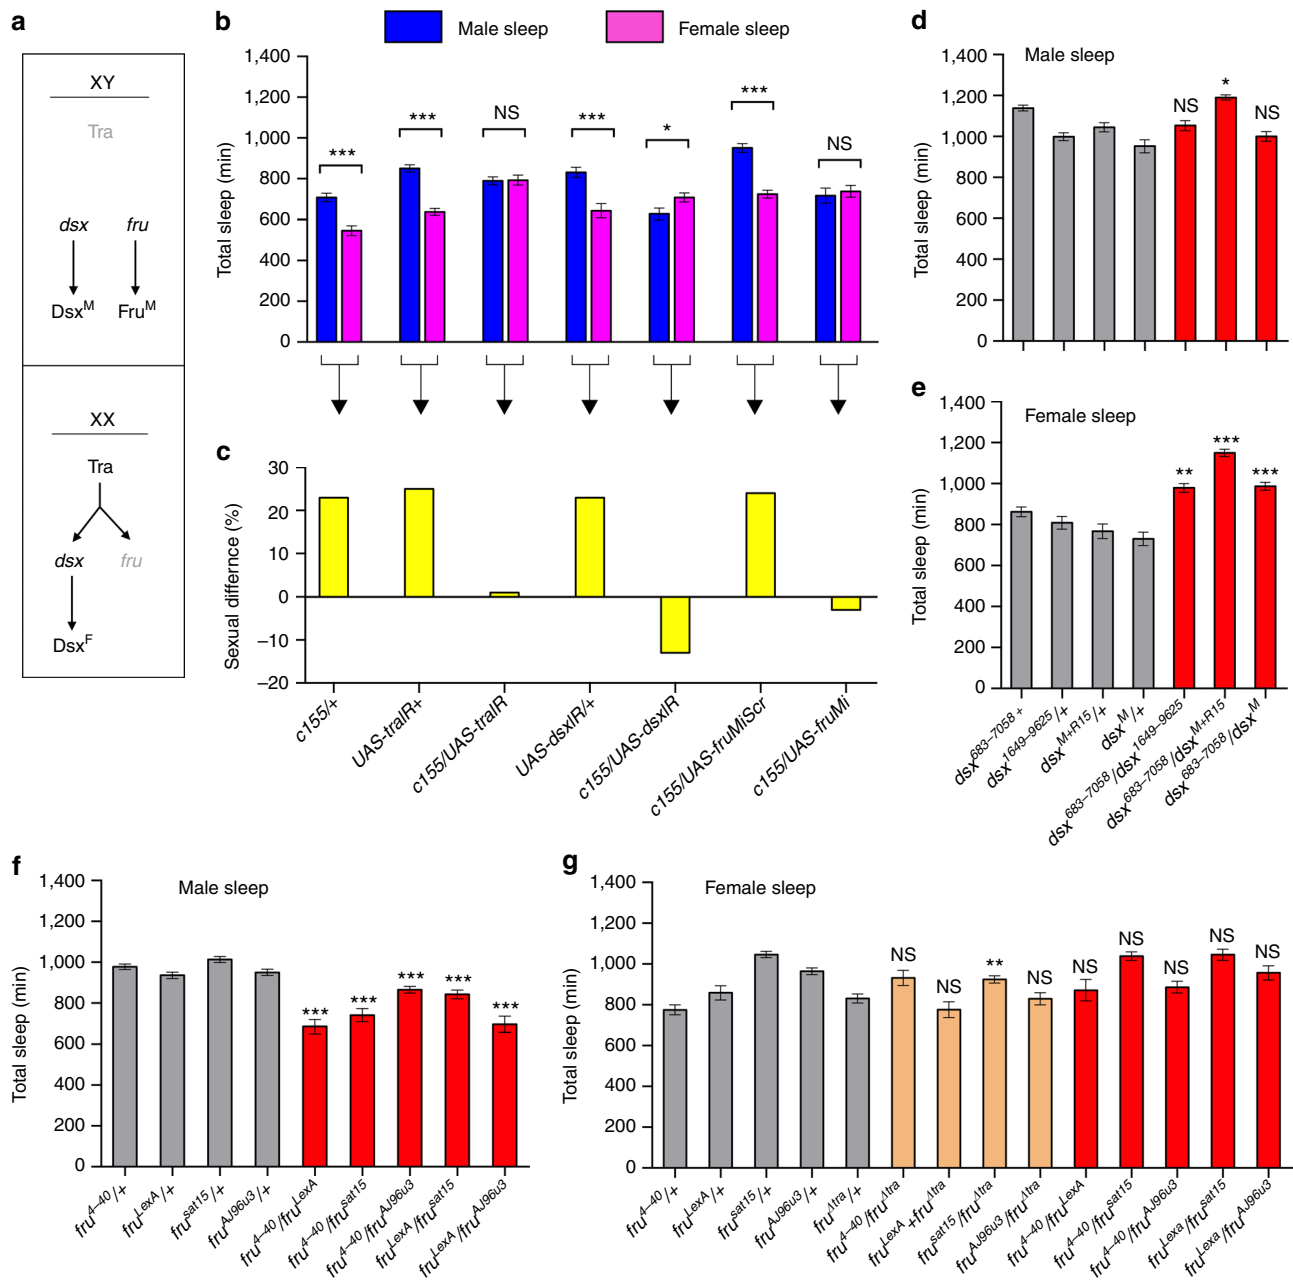 a
XY
Tra
dsx fru
Dsx^M Fru^M
XX
Tra
dsx fru
Dsx^F
b
Male sleep Female sleep
Total sleep (min)
1,400
1,200
1,000
800
600
400
200
0
*** *** NS *** * *** NS
c
Sexual differnce (%)
30
20
10
0
–10
–20
c155/+
UAS-traIR+
c155/UAS-traIR
UAS-dsxIR/+
c155/UAS-dsxIR
c155/UAS-fruMiScr
c155/UAS-fruMi
d
Male sleep
Total sleep (min)
1,400
1,200
1,000
800
600
400
200
0
NS * NS
e
Female sleep
Total sleep (min)
1,400
1,200
1,000
800
600
400
200
0
** *** ***
dsx^683–7058 +
dsx^1649–9625/+
dsx^M+R15/+
dsx^M/+
dsx^683–7058/dsx^1649–9625
dsx^683–7058/dsx^M+R15
dsx^683–7058/dsx^M
f
Male sleep
Total sleep (min)
1,400
1,200
1,000
800
600
400
200
0
*** *** *** *** ***
fru^4–40/+
fru^LexA/+
fru^sat15/+
fru^AJ96u3/+
fru^4–40/fru^LexA
fru^4–40/fru^sat15
fru^4–40/fru^AJ96u3
fru^LexA/fru^sat15
fru^LexA/fru^AJ96u3
g
Female sleep
Total sleep (min)
1,400
1,200
1,000
800
600
400
200
0
NS NS ** NS NS NS NS NS NS
fru^4–40/+
fru^LexA/+
fru^sat15/+
fru^AJ96u3/+
fru^Δtra/+
fru^4–40/fru^Δtra
fru^LexA+fru^Δtra
fru^sat15/fru^Δtra
fru^AJ96u3/fru^Δtra
fru^4–40/fru^LexA
fru^4–40/fru^sat15
fru^4–40/fru^AJ96u3
fru^Lexa/fru^sat15
fru^Lexa/fru^AJ96u3